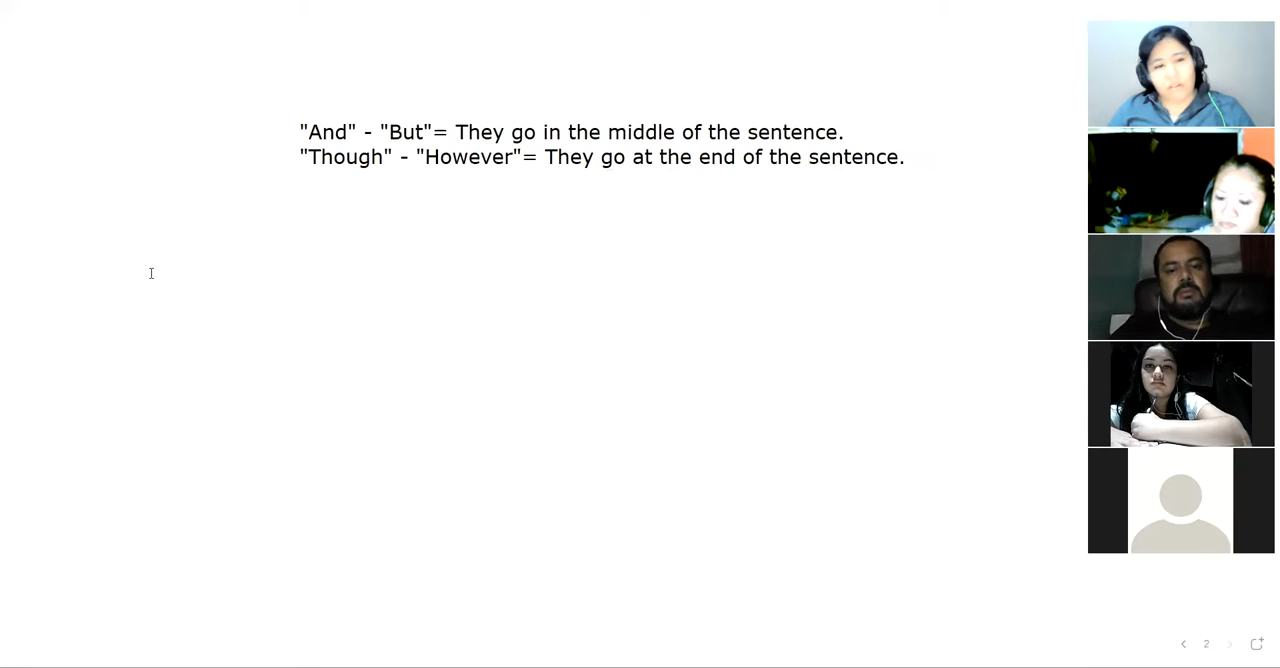 "And" - "But"= They go in the middle of the sentence.
"Though" - "However"= They go at the end of the sentence.
2